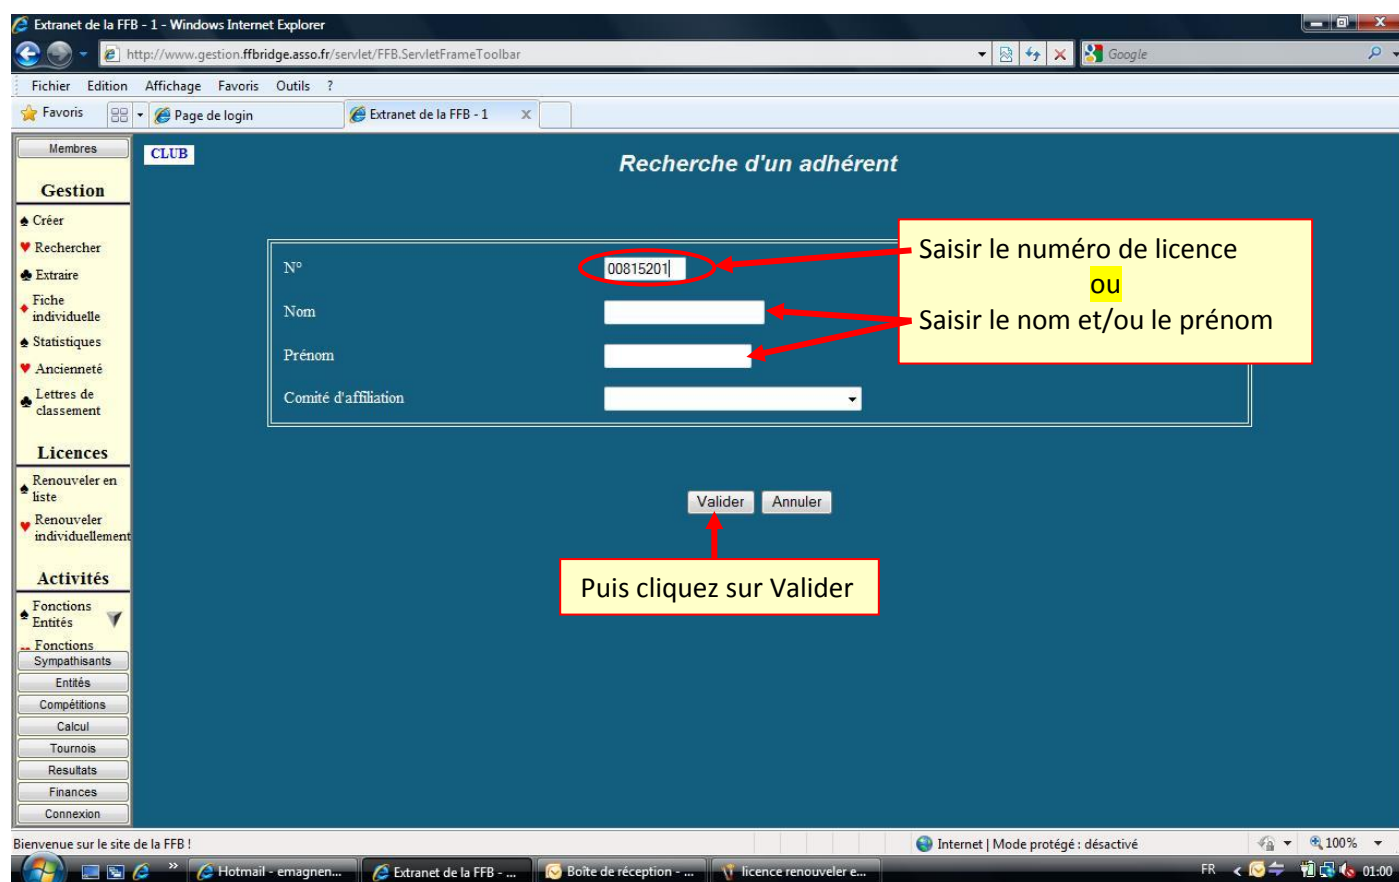 Extranet de la FFB - 1 - Windows Internet Explorer
http://www.gestion.ffbridge.asso.fr/servlet/FFB.ServletFrameToolbar
Google
Fichier Edition Affichage Favoris Outils ?
Favoris
Page de login
Extranet de la FFB - 1
x
Membres
CLUB
Recherche d'un adhérent
Gestion
Créer
Rechercher
Extraire
Fiche
individuelle
Statistiques
Ancienneté
Lettres de
classement
Licences
Renouveler en
liste
Renouveler
individuellement
Activités
Fonctions
Entités
Fonctions
Sympathisants
Entités
Compétitions
Calcul
Tournois
Resultats
Finances
Connexion
N°
00815201
Nom
Prénom
Comité d'affiliation
Saisir le numéro de licence
ou
Saisir le nom et/ou le prénom
Valider
Annuler
Puis cliquez sur Valider
Bienvenue sur le site de la FFB !
Internet | Mode protégé : désactivé
100%
Hotmail - emagnen...
Extranet de la FFB - ...
Boîte de réception - ...
licence renouveler e...
FR
01:00